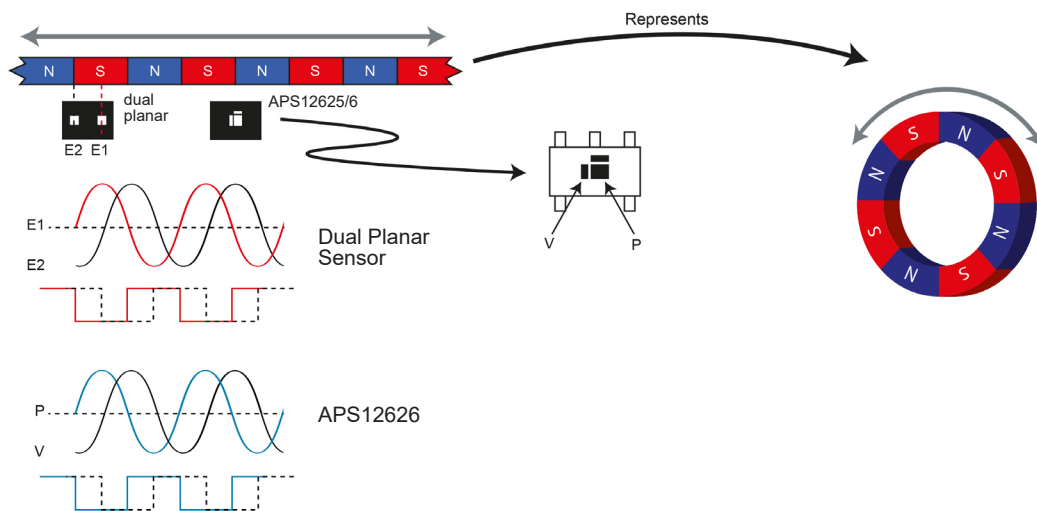 Represents
N S N S N S N S
dual
planar
APS12625/6
E2 E1
V P
S N S N S N S N
E1
E2
Dual Planar
Sensor
P
V
APS12626